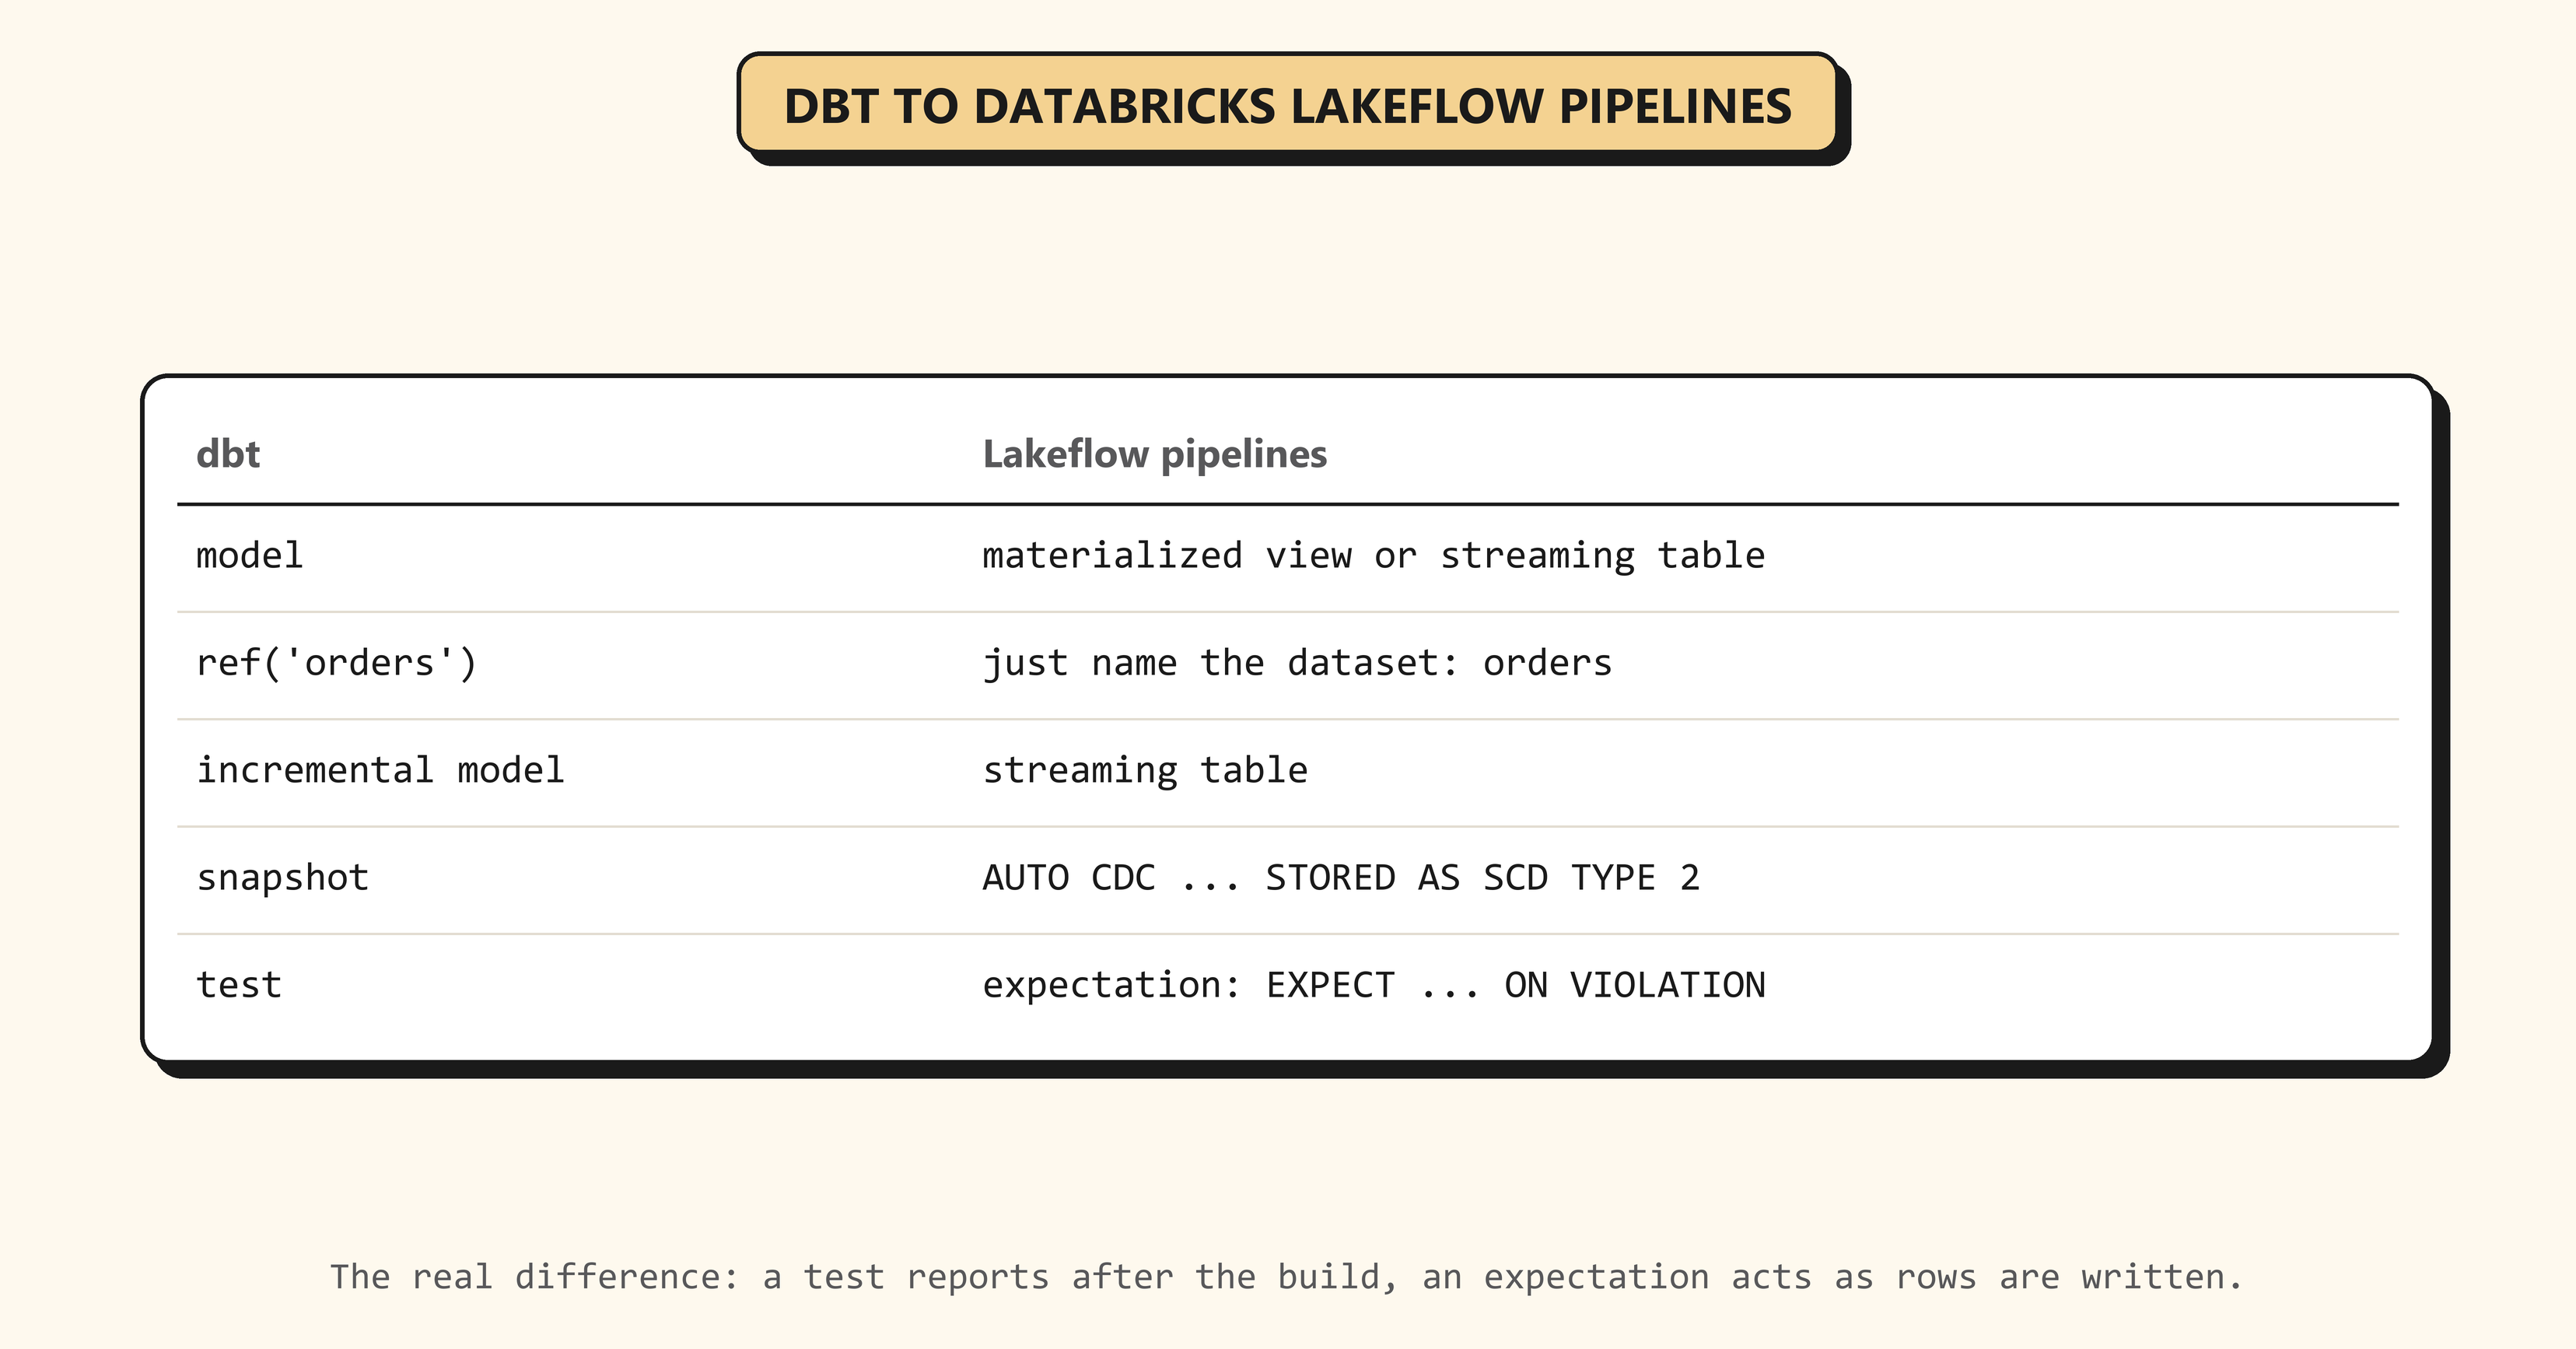 DBT TO DATABRICKS LAKEFLOW PIPELINES
dbt Lakeflow pipelines
model materialized view or streaming table
ref('orders') just name the dataset: orders
incremental model streaming table
snapshot AUTO CDC ... STORED AS SCD TYPE 2
test expectation: EXPECT ... ON VIOLATION
The real difference: a test reports after the build, an expectation acts as rows are written.